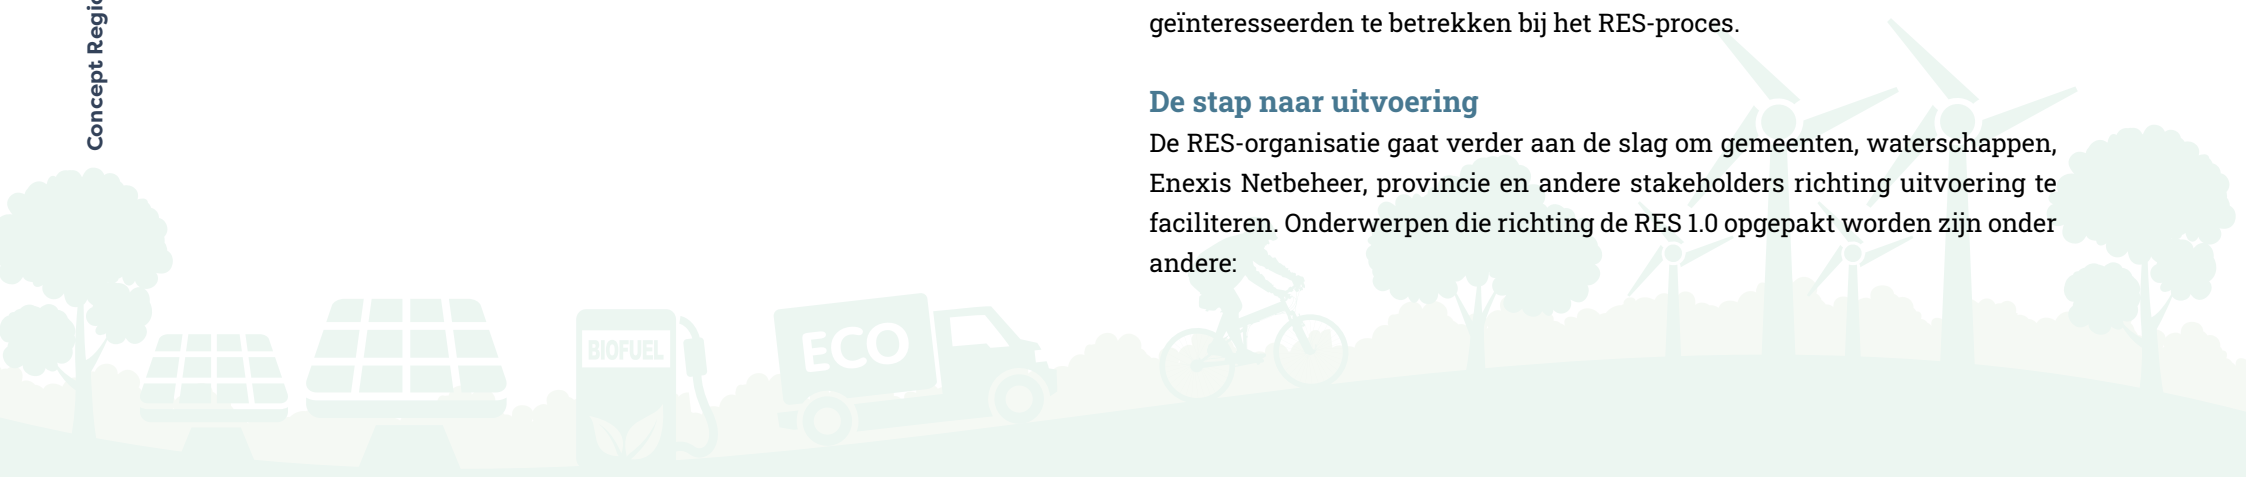 Concept Regio
geïnteresseerden te betrekken bij het RES-proces.
De stap naar uitvoering
De RES-organisatie gaat verder aan de slag om gemeenten, waterschappen,
Enexis Netbeheer, provincie en andere stakeholders richting uitvoering te
faciliteren. Onderwerpen die richting de RES 1.0 opgepakt worden zijn onder
andere:
BIOFUEL
ECO